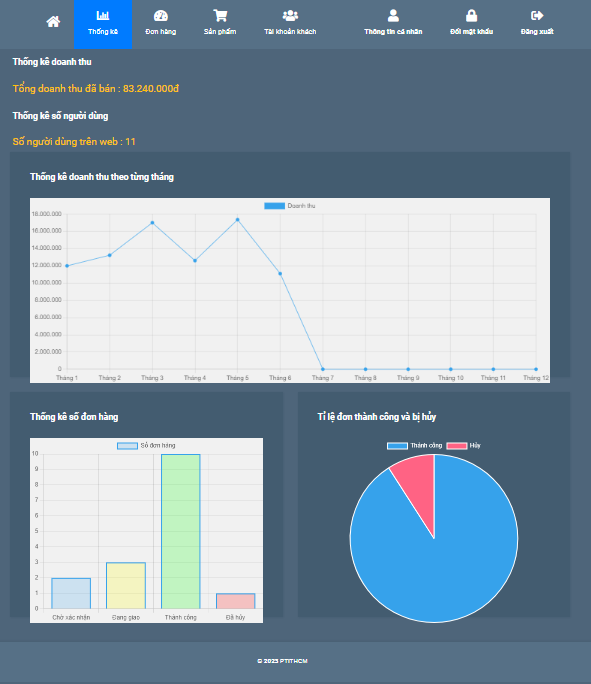 Thống kê
Đơn hàng
Sản phẩm
Tài khoản khách
Thông tin cá nhân
Đổi mật khẩu
Đăng xuất
Thống kê doanh thu
Tổng doanh thu đã bán : 83.240.000đ
Thống kê số người dùng
Số người dùng trên web : 11
Thống kê doanh thu theo từng tháng
Doanh thu
18.000.000
16.000.000
14.000.000
12.000.000
10.000.000
8.000.000
6.000.000
4.000.000
2.000.000
0
Tháng 1 Tháng 2 Tháng 3 Tháng 4 Tháng 5 Tháng 6 Tháng 7 Tháng 8 Tháng 9 Tháng 10 Tháng 11 Tháng 12
Thống kê số đơn hàng
Số đơn hàng
10
9
8
7
6
5
4
3
2
1
0
Chờ xác nhận Đang giao Thành công Đã hủy
Tỉ lệ đơn thành công và bị hủy
Thành công Hủy
© 2023 PTITHCM